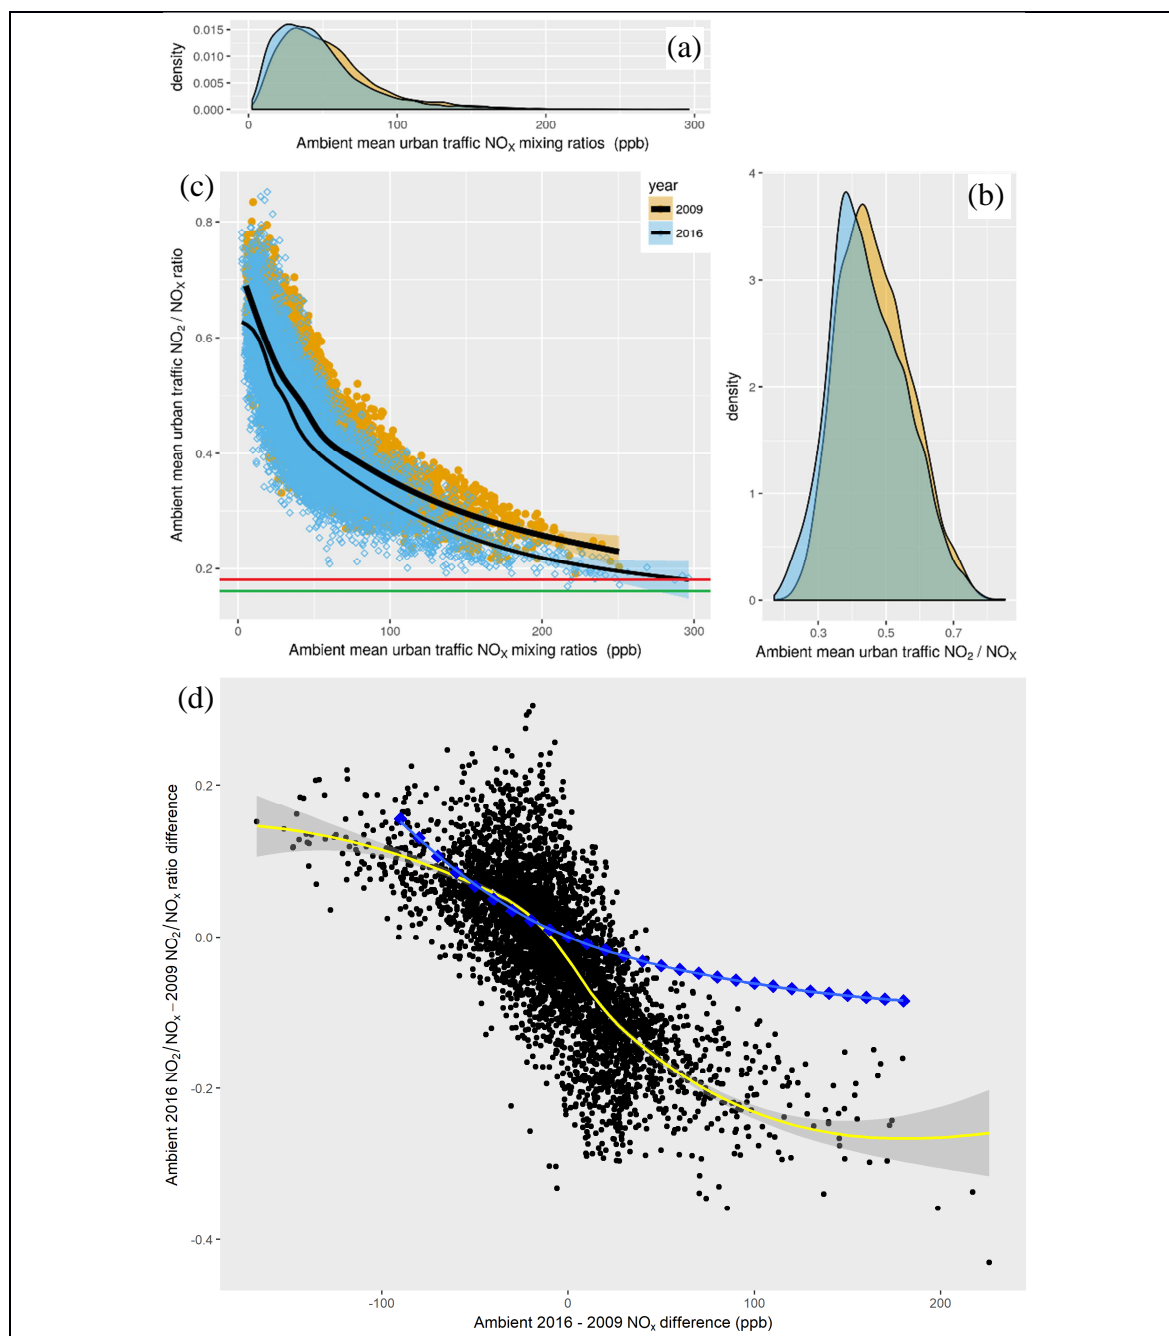 (a)
density
0.015
0.010
0.005
0.000
0
100
200
300
Ambient mean urban traffic NOX mixing ratios (ppb)
(c)
year
2009
2016
Ambient mean urban traffic NO2 / NOX ratio
0.8
0.6
0.4
0.2
0
100
200
300
Ambient mean urban traffic NOX mixing ratios (ppb)
(b)
density
4
3
2
1
0
0.3
0.5
0.7
Ambient mean urban traffic NO2 / NOX
(d)
Ambient 2016 NO2/NOx – 2009 NO2/NOx ratio difference
0.2
0.0
-0.2
-0.4
-100
0
100
200
Ambient 2016 - 2009 NOx difference (ppb)